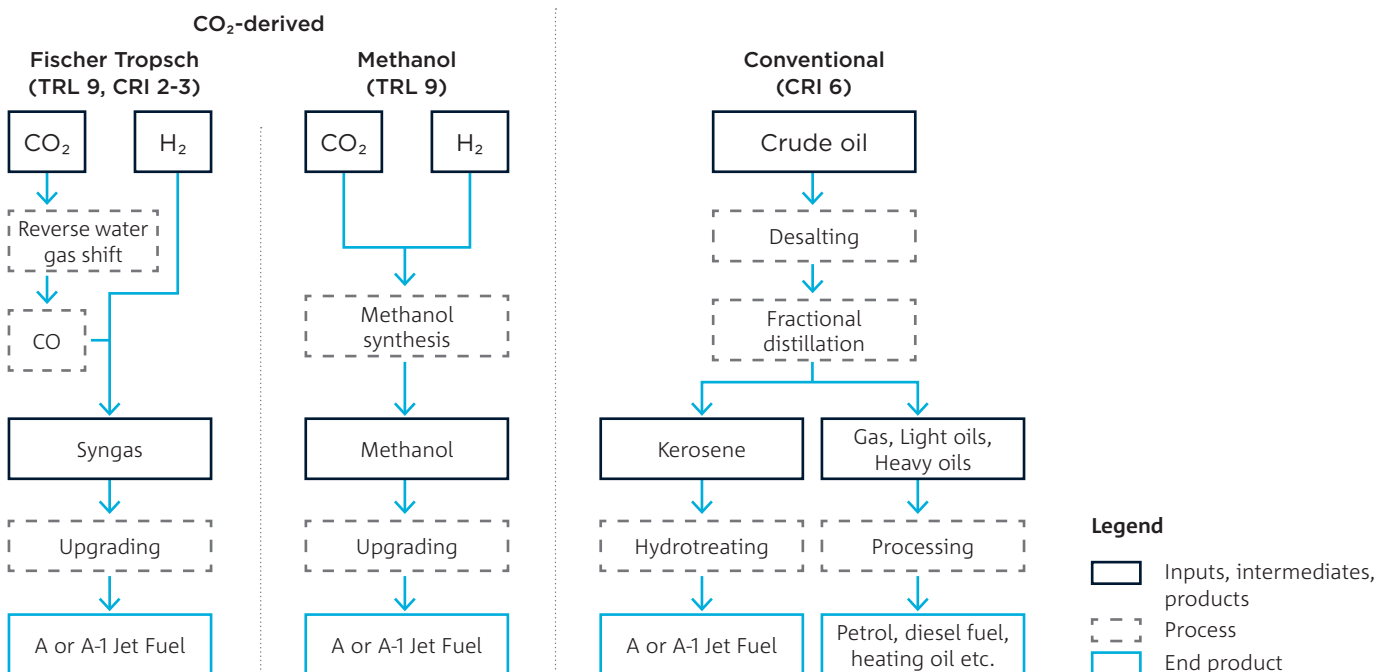 CO₂-derived
Fischer Tropsch
(TRL 9, CRI 2-3)
CO₂
H₂
Reverse water
gas shift
CO
Syngas
Upgrading
A or A-1 Jet Fuel
Methanol
(TRL 9)
CO₂
H₂
Methanol
synthesis
Methanol
Upgrading
A or A-1 Jet Fuel
Conventional
(CRI 6)
Crude oil
Desalting
Fractional
distillation
Kerosene
Hydrotreating
A or A-1 Jet Fuel
Gas, Light oils,
Heavy oils
Processing
Petrol, diesel fuel,
heating oil etc.
Legend
Inputs, intermediates,
products
Process
End product